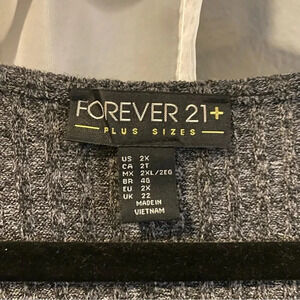 FOREVER 21+
PLUS SIZES
US 2X
CA 2T
MX 2XL/2EG
BR 48
EU 2X
UK 22
MADE IN
VIETNAM